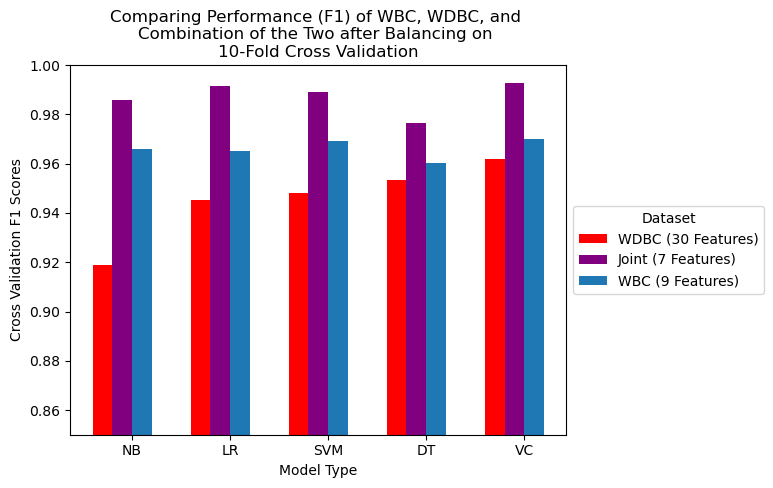 Comparing Performance (F1) of WBC, WDBC, and
Combination of the Two after Balancing on
10-Fold Cross Validation
1.00
0.98
0.96
0.94
0.92
0.90
0.88
0.86
Cross Validation F1 Scores
NB
LR
SVM
DT
VC
Model Type
Dataset
WDBC (30 Features)
Joint (7 Features)
WBC (9 Features)